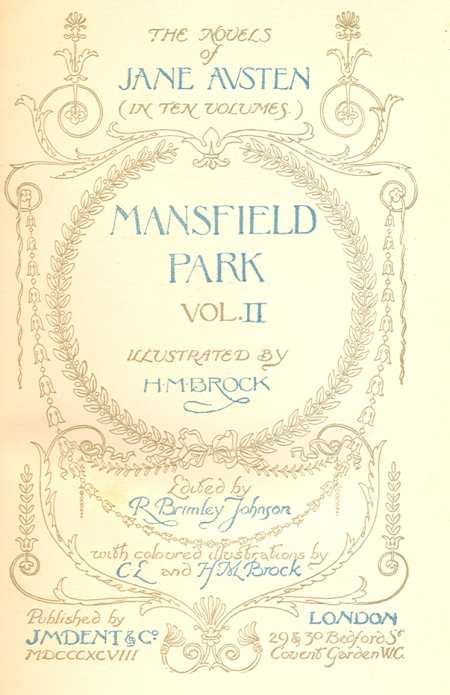 THE NOVELS
of
JANE AVSTEN
(IN TEN VOLUMES.)
MANSFIELD
PARK
VOL. II
ILLUSTRATED BY
H·M·BROCK
Edited by
R. Brimley Johnson
with coloured illustrations by
C.E. and H.M. Brock
Published by
J.M.DENT & Co
MDCCCXCVIII
LONDON
29 & 30 Bedford St
Covent Garden W.C.